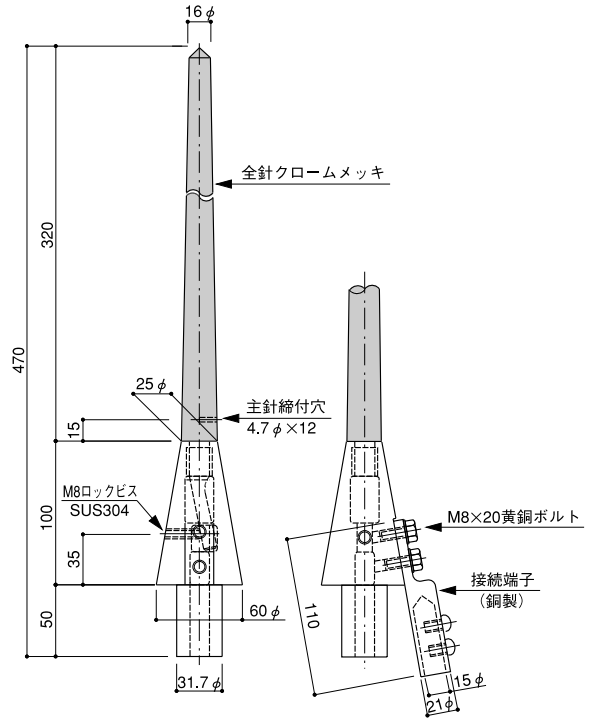 16φ
全針クロームメッキ
320
470
25φ
15
主針締付穴
4.7φ×12
M8ロックビス
SUS304
M8×20黄銅ボルト
100
35
接続端子
(銅製)
110
50
60φ
31.7φ
15φ
21φ